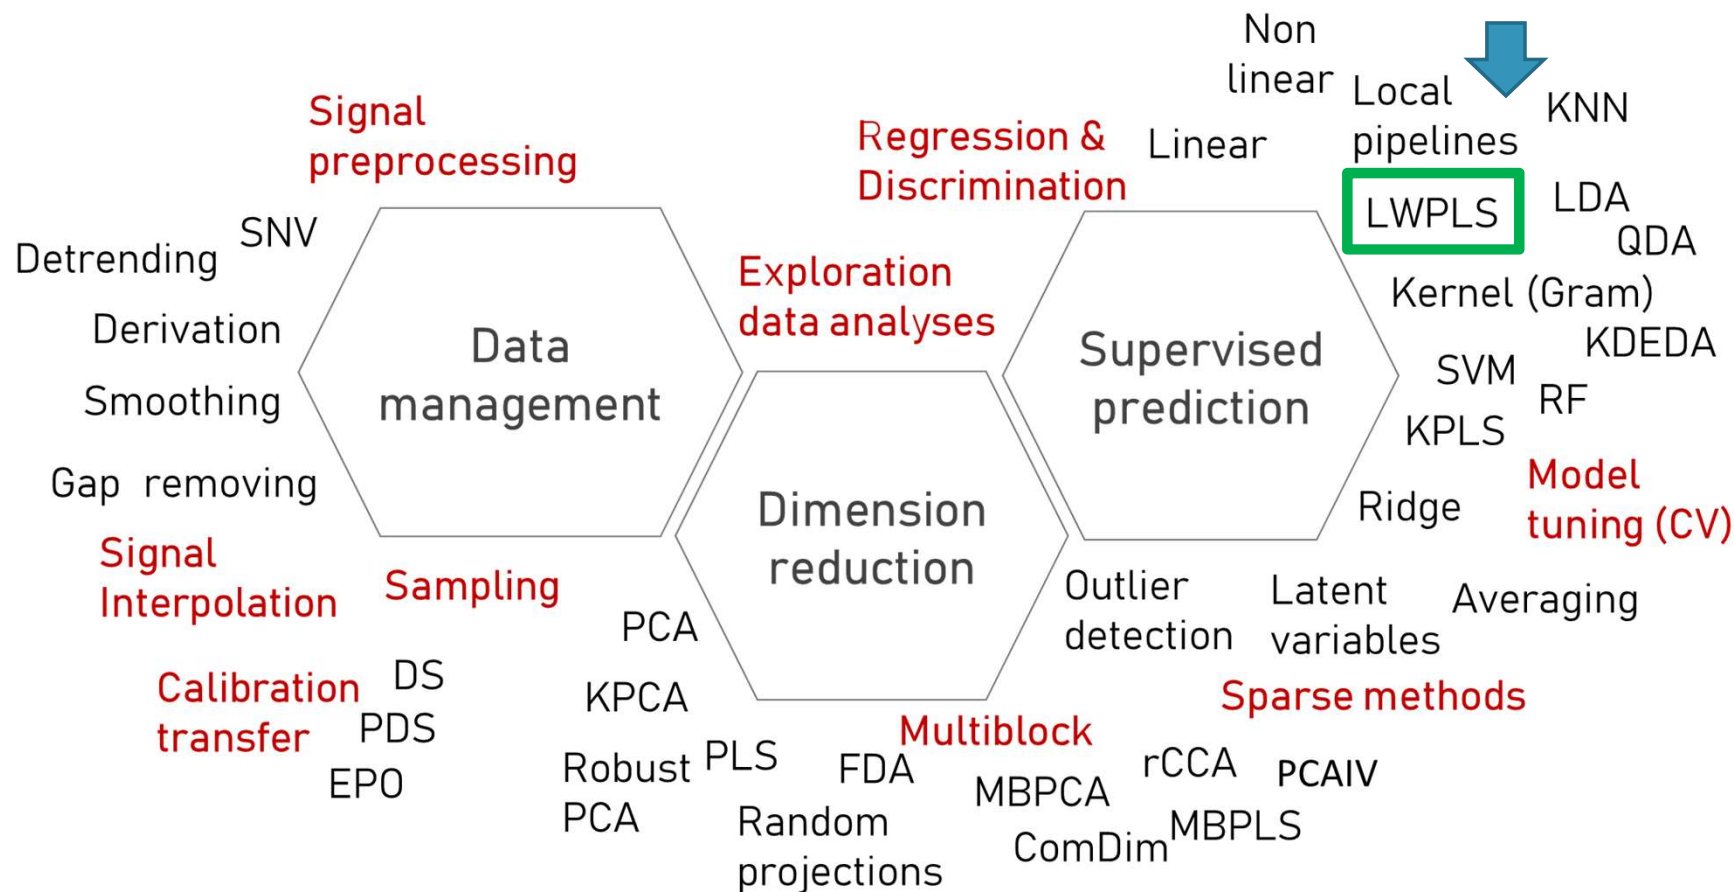 Non
linear
Local
pipelines
KNN
Signal
preprocessing
Regression &
Discrimination
Linear
LWPLS
LDA
QDA
SNV
Detrending
Exploration
data analyses
Kernel (Gram)
Derivation
Data
management
Supervised
prediction
KDEDA
SVM
RF
Smoothing
KPLS
Gap removing
Dimension
reduction
Ridge
Model
tuning (CV)
Signal
Interpolation
Sampling
Outlier
detection
Latent
variables
Averaging
PCA
Calibration
transfer
DS
PDS
EPO
KPCA
Sparse methods
Multiblock
Robust
PCA
PLS
FDA
rCCA
PCAIV
MBPCA
Random
projections
ComDim
MBPLS